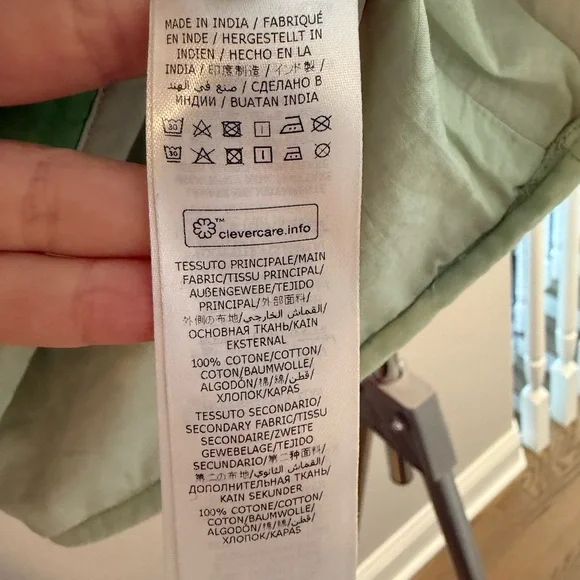 MADE IN INDIA / FABRIQUÉ
EN INDE / HERGESTELLT IN
INDIEN / HECHO EN LA
INDIA / 印度制造 / インド製 /
صنع في الهند / СДЕЛАНО В
ИНДИИ / BUATAN INDIA
30
30
™
clevercare.info
TESSUTO PRINCIPALE/MAIN
FABRIC/TISSU PRINCIPAL/
AUßENGEWEBE/TEJIDO
PRINCIPAL/外部面料/
外側の布地/القماش الخارجي/
ОСНОВНАЯ ТКАНЬ/KAIN
EKSTERNAL
100% COTONE/COTTON/
COTON/BAUMWOLLE/
ALGODÓN/棉/綿/قطن/
ХЛОПОК/KAPAS
TESSUTO SECONDARIO/
SECONDARY FABRIC/TISSU
SECONDAIRE/ZWEITE
GEWEBELAGE/TEJIDO
SECUNDARIO/第二种面料/
第二の布地/القماش الثانوي/
ДОПОЛНИТЕЛЬНАЯ ТКАНЬ/
KAIN SEKUNDER
100% COTONE/COTTON/
COTON/BAUMWOLLE/
ALGODÓN/棉/綿/قطن/
ХЛОПОК/KAPAS